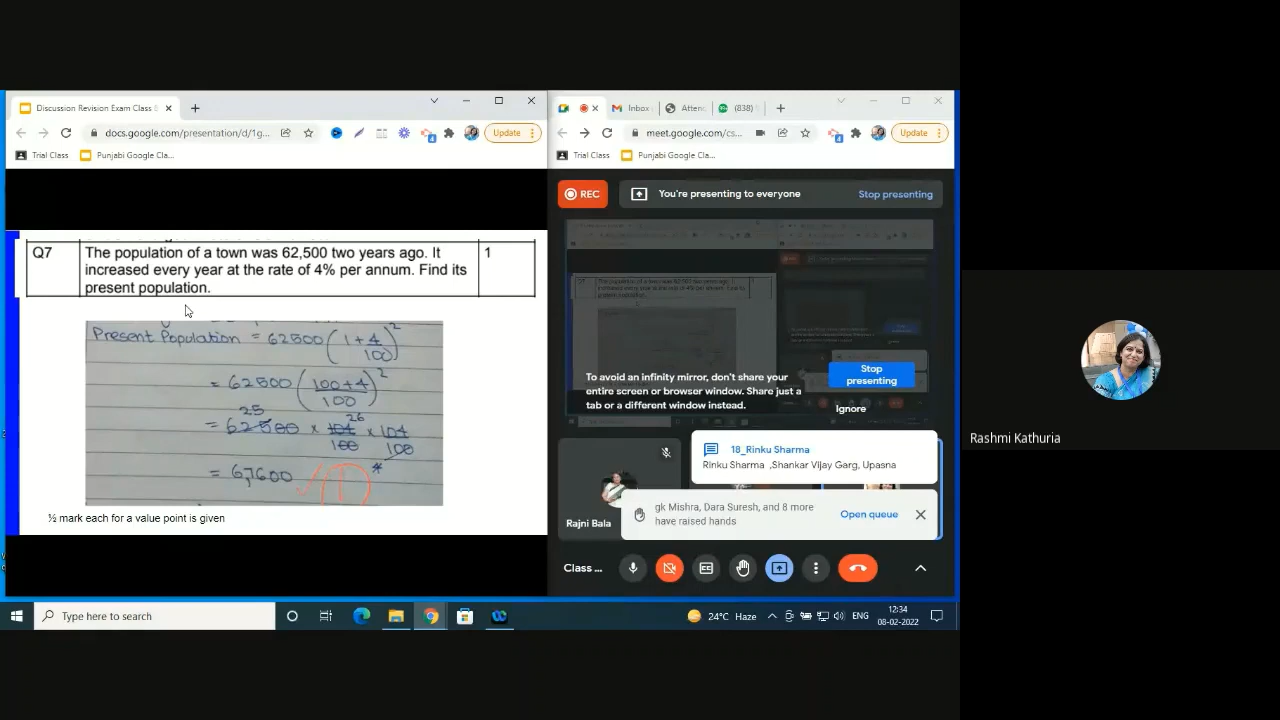 Discussion Revision Exam Class
docs.google.com/presentation/d/1g...
Update
Trial Class
Punjabi Google Cla...
Q7
The population of a town was 62,500 two years ago. It
increased every year at the rate of 4% per annum. Find its
present population.
1
Present Population = 62500 (1+4/100)²
= 62500 (100+4/100)²
25 26
= 62500 × 104/100 × 104/100
= 67600
½ mark each for a value point is given
Inbox
Atten
(838)
meet.google.com/cs...
Update
Trial Class
Punjabi Google Cla...
REC
You're presenting to everyone
Stop presenting
To avoid an infinity mirror, don't share your
entire screen or browser window. Share just a
tab or a different window instead.
Stop
presenting
Ignore
18_Rinku Sharma
Rinku Sharma ,Shankar Vijay Garg, Upasna
Rajni Bala
gk Mishra, Dara Suresh, and 8 more
have raised hands
Open queue
Class ...
Type here to search
24°C Haze
ENG
12:34
08-02-2022
Rashmi Kathuria